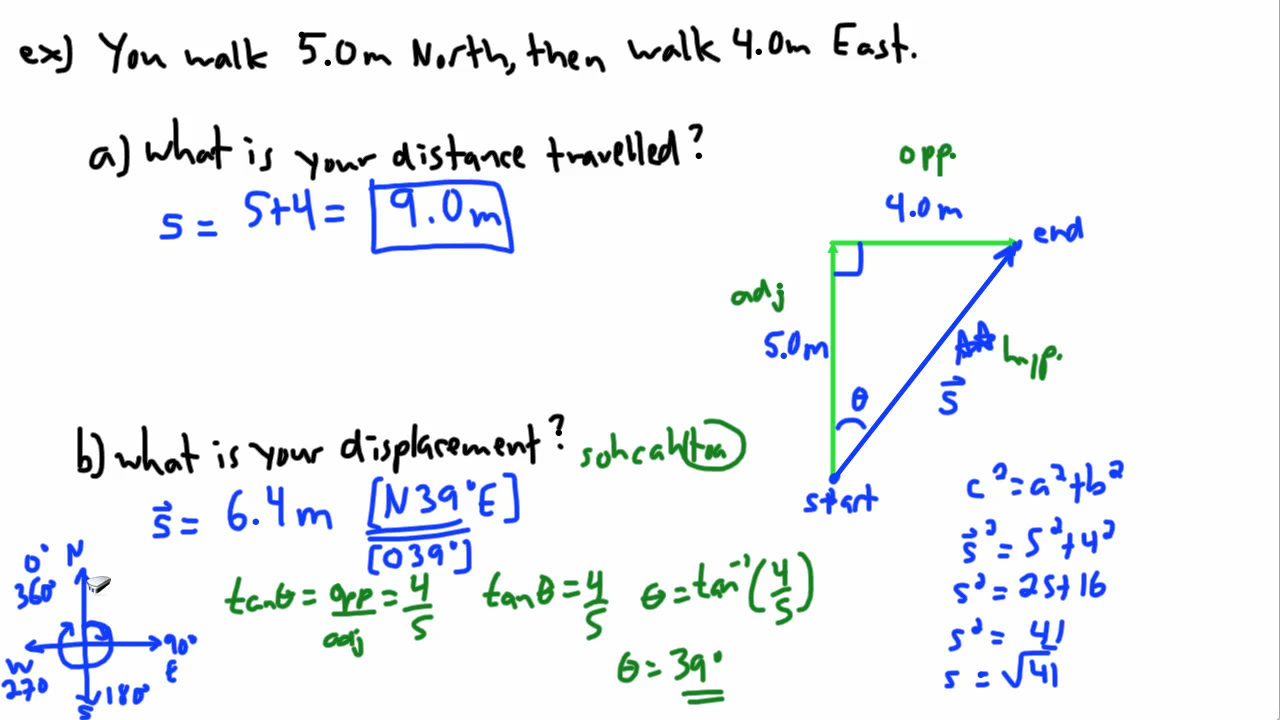 ex) You walk 5.0m North, then walk 4.0m East.
a) what is your distance travelled?
s = 5+4 = 9.0m
opp.
4.0m
end
adj
5.0m
θ
hyp.
s⃗
start
b) what is your displacement? sohcahtoa
s⃗ = 6.4m [N39°E]
[039°]
tanθ = opp/adj = 4/5 tanθ = 4/5 θ = tan⁻¹(4/5)
θ = 39°
c² = a² + b²
s⃗² = 5² + 4²
s² = 25 + 16
s² = 41
s = √41
0° N
360°
90°
W E
270 180°
S